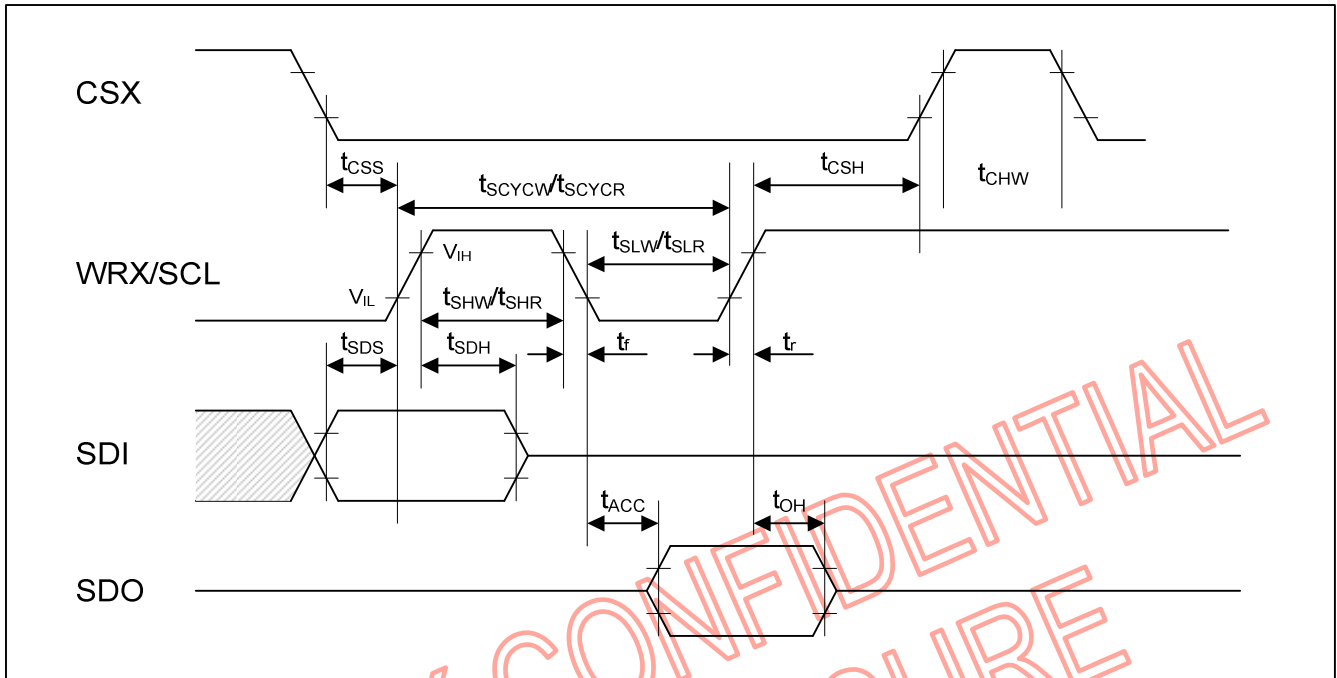 CSX
tCSS
tSCYCW/tSCYCR
tCSH
tCHW
WRX/SCL
VIH
VIL
tSLW/tSLR
tSHW/tSHR
tSDS
tSDH
tf
tr
SDI
tACC
tOH
SDO
CONFIDENTIAL